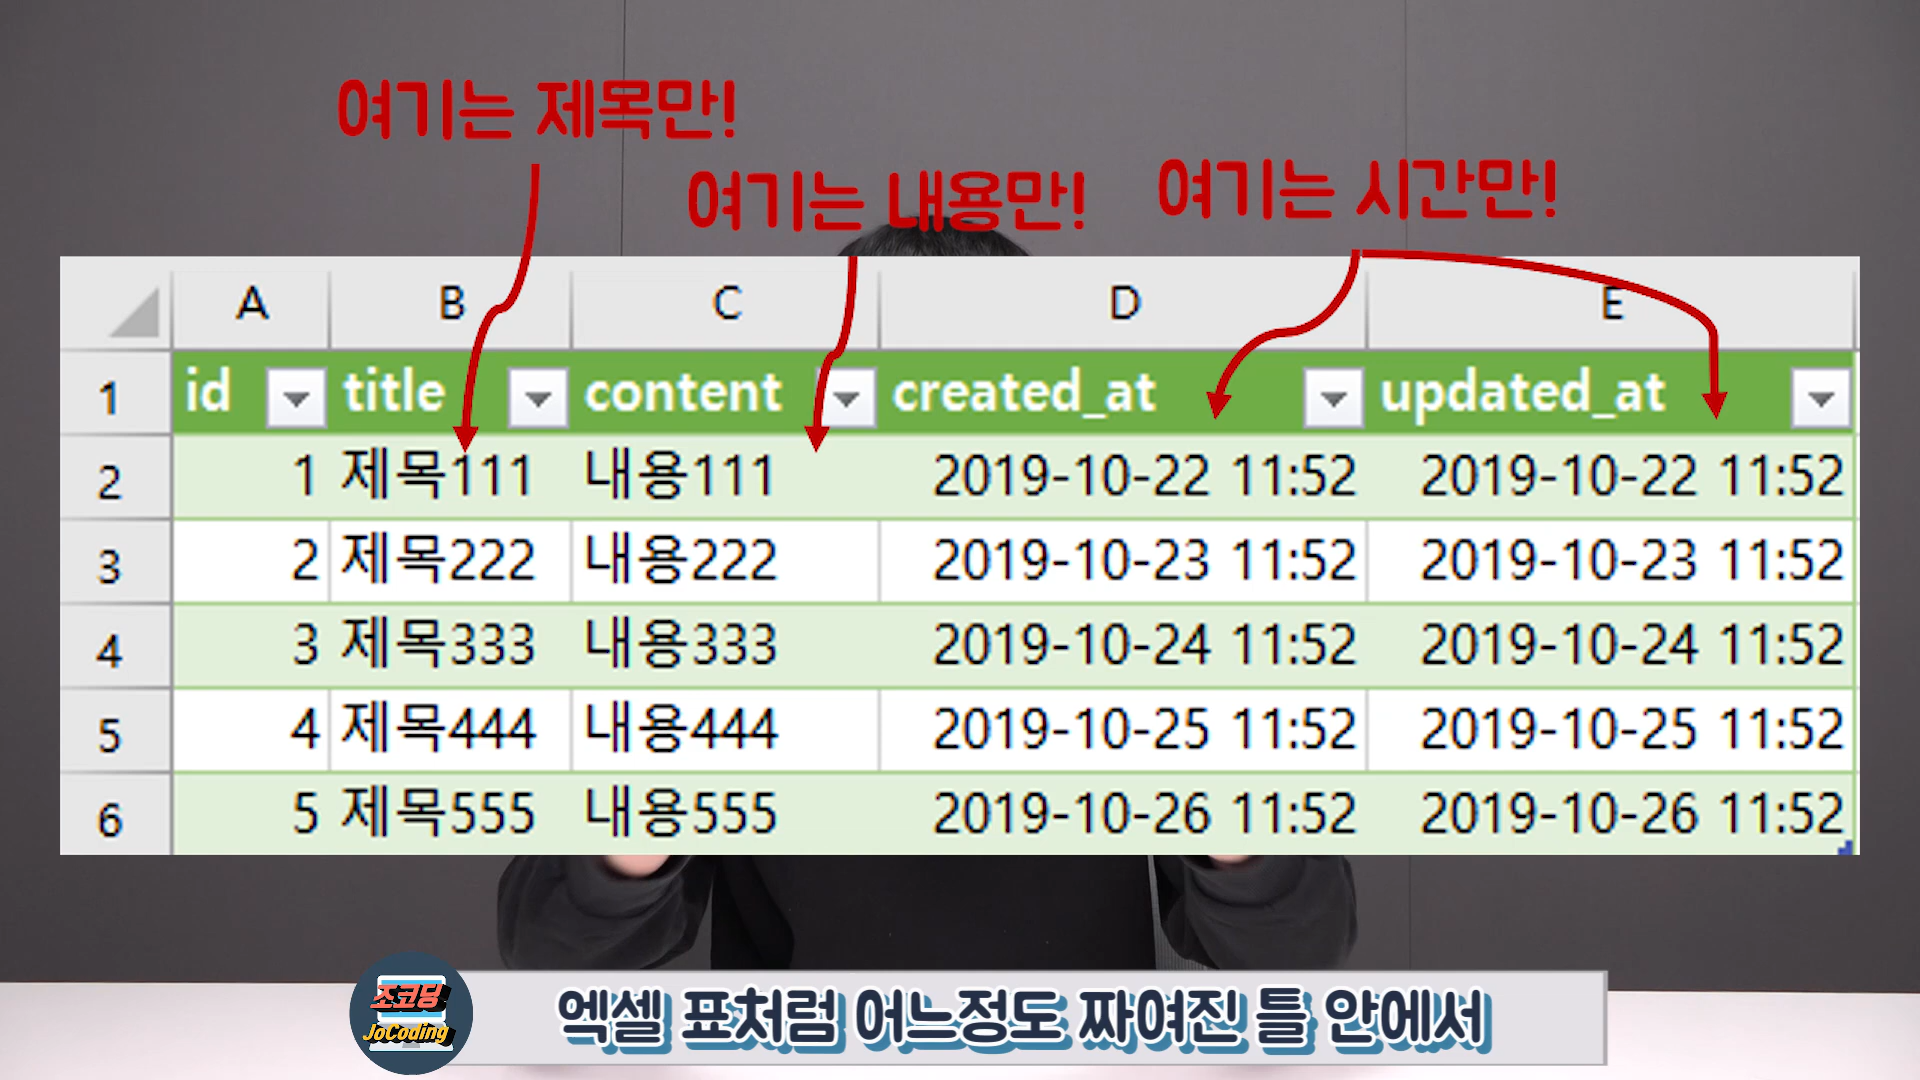 여기는 제목만!
여기는 내용만!
여기는 시간만!
A B C D E
1 id title content created_at updated_at
2 1 제목111 내용111 2019-10-22 11:52 2019-10-22 11:52
3 2 제목222 내용222 2019-10-23 11:52 2019-10-23 11:52
4 3 제목333 내용333 2019-10-24 11:52 2019-10-24 11:52
5 4 제목444 내용444 2019-10-25 11:52 2019-10-25 11:52
6 5 제목555 내용555 2019-10-26 11:52 2019-10-26 11:52
조코딩
JoCoding
엑셀 표처럼 어느정도 짜여진 틀 안에서